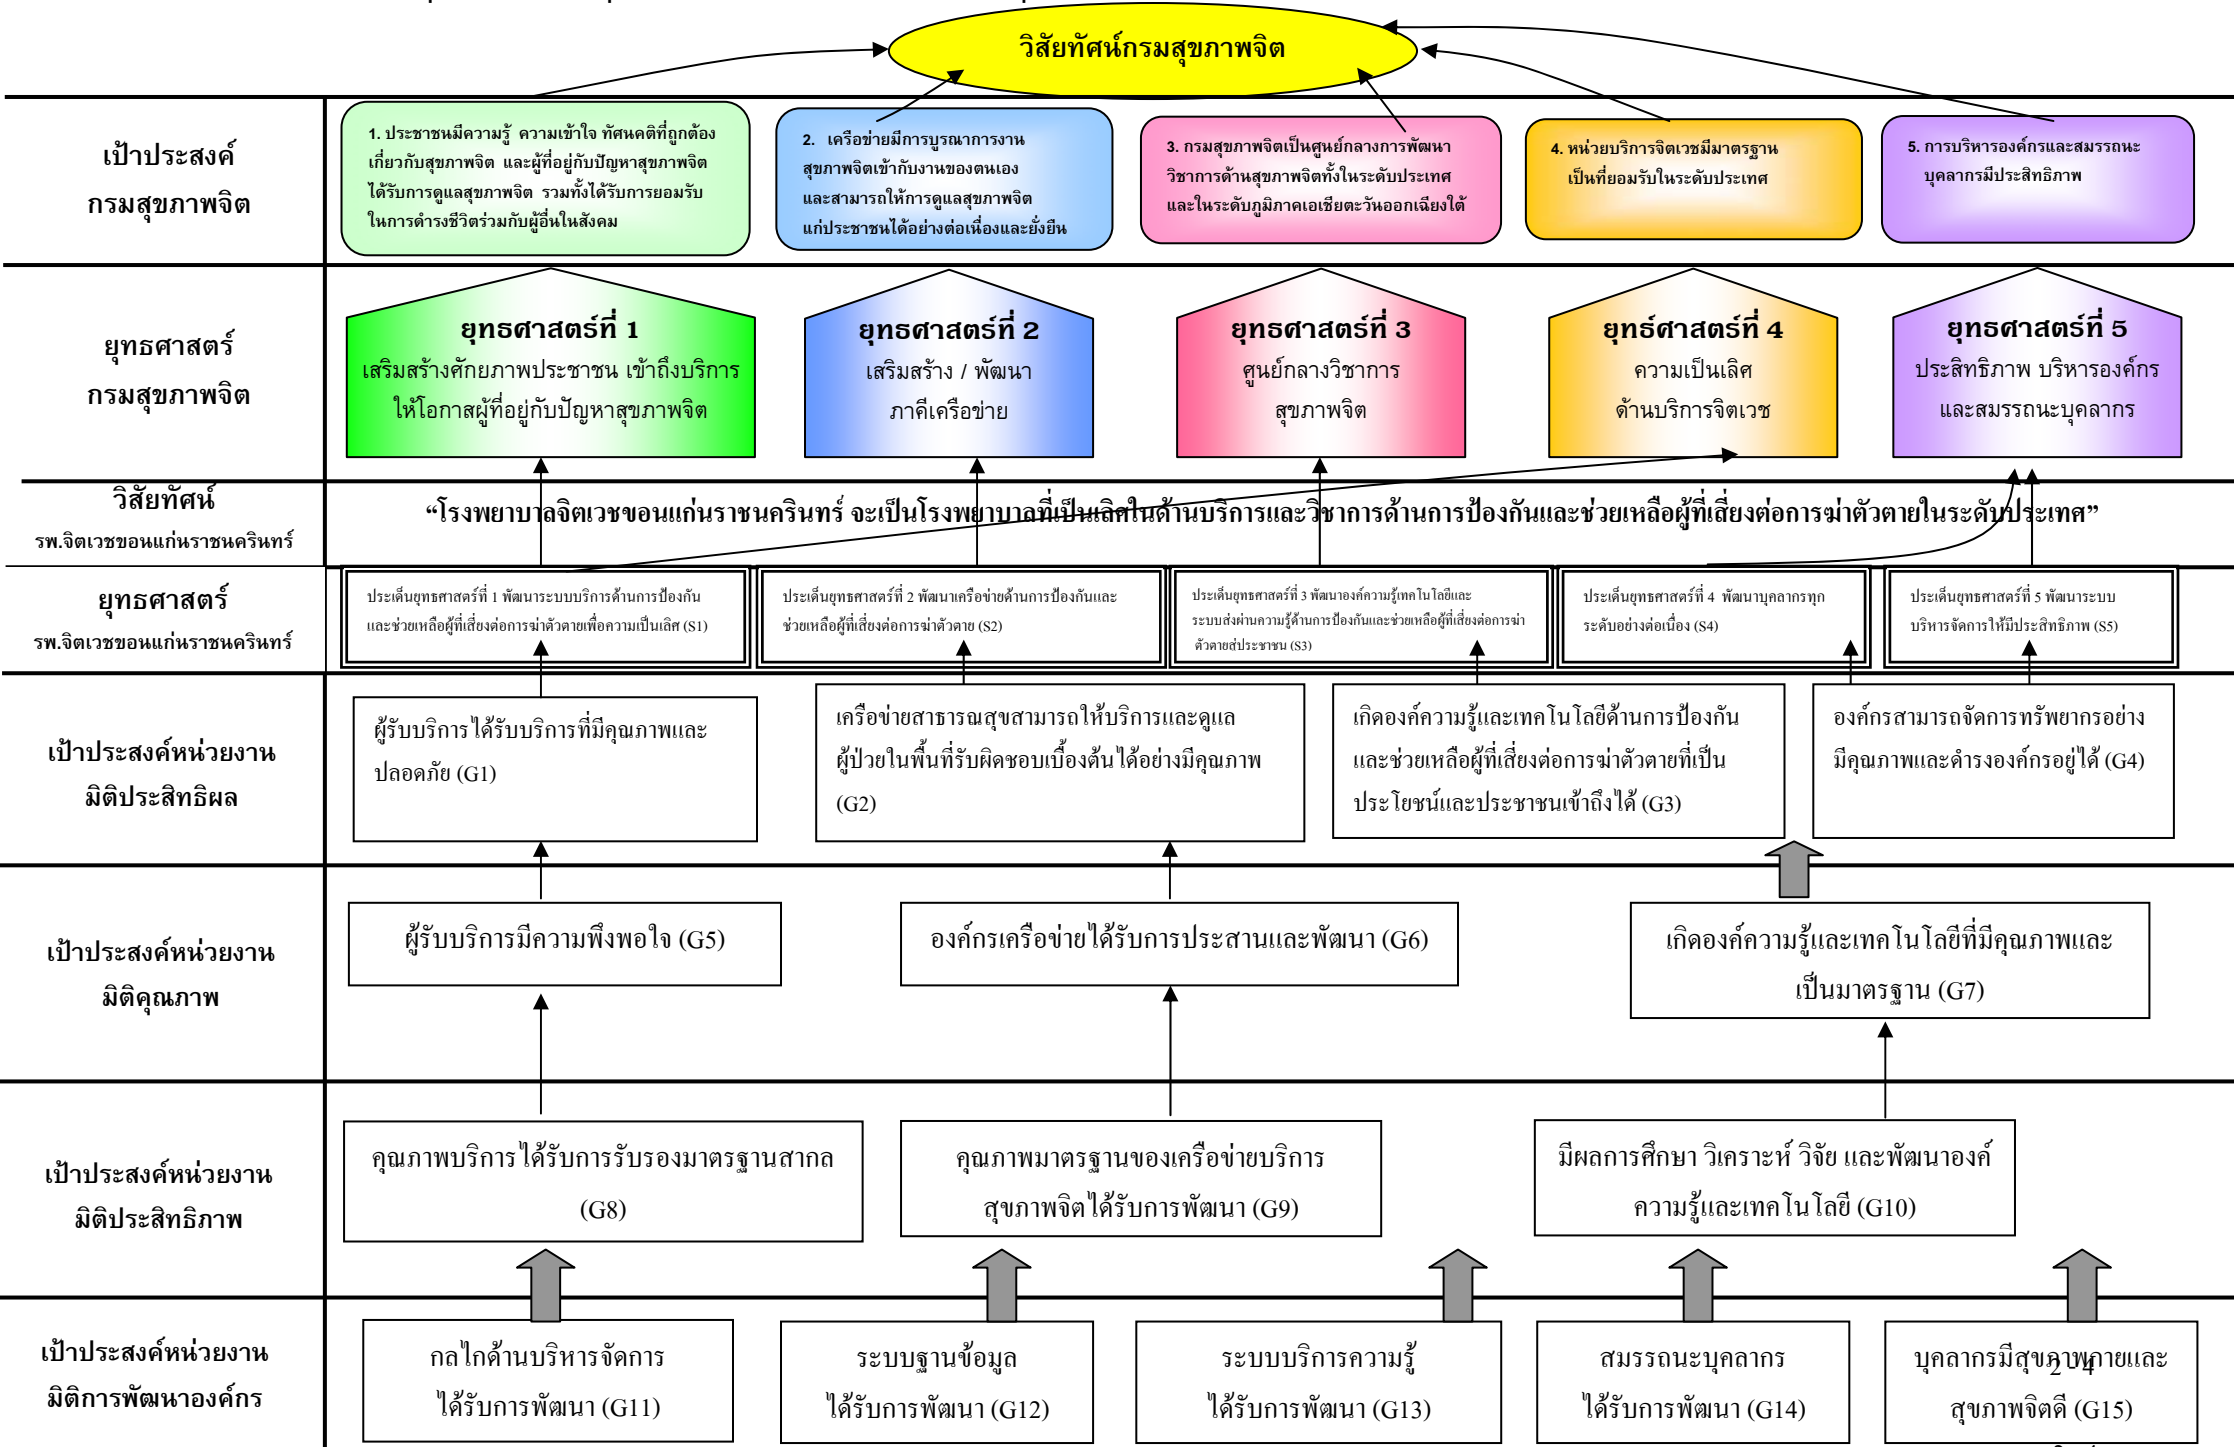 วิสัยทัศน์กรมสุขภาพจิต
เป้าประสงค์
กรมสุขภาพจิต
1. ประชาชนมีความรู้ ความเข้าใจ ทัศนคติที่ถูกต้อง
เกี่ยวกับสุขภาพจิต และผู้ที่อยู่กับปัญหาสุขภาพจิต
ได้รับการดูแลสุขภาพจิต รวมทั้งได้รับการยอมรับ
ในการดำรงชีวิตร่วมกับผู้อื่นในสังคม
2. เครือข่ายมีการบูรณาการงาน
สุขภาพจิตเข้ากับงานของตนเอง
และสามารถให้การดูแลสุขภาพจิต
แก่ประชาชนได้อย่างต่อเนื่องและยั่งยืน
3. กรมสุขภาพจิตเป็นศูนย์กลางการพัฒนา
วิชาการด้านสุขภาพจิตทั้งในระดับประเทศ
และในระดับภูมิภาคเอเชียตะวันออกเฉียงใต้
4. หน่วยบริการจิตเวชมีมาตรฐาน
เป็นที่ยอมรับในระดับประเทศ
5. การบริหารองค์กรและสมรรถนะ
บุคลากรมีประสิทธิภาพ
ยุทธศาสตร์
กรมสุขภาพจิต
ยุทธศาสตร์ที่ 1
เสริมสร้างศักยภาพประชาชน เข้าถึงบริการ
ให้โอกาสผู้ที่อยู่กับปัญหาสุขภาพจิต
ยุทธศาสตร์ที่ 2
เสริมสร้าง / พัฒนา
ภาคีเครือข่าย
ยุทธศาสตร์ที่ 3
ศูนย์กลางวิชาการ
สุขภาพจิต
ยุทธ์ศาสตร์ที่ 4
ความเป็นเลิศ
ด้านบริการจิตเวช
ยุทธศาสตร์ที่ 5
ประสิทธิภาพ บริหารองค์กร
และสมรรถนะบุคลากร
วิสัยทัศน์
รพ.จิตเวชขอนแก่นราชนครินทร์
“โรงพยาบาลจิตเวชขอนแก่นราชนครินทร์ จะเป็นโรงพยาบาลที่เป็นเลิศในด้านบริการและวิชาการด้านการป้องกันและช่วยเหลือผู้ที่เสี่ยงต่อการฆ่าตัวตายในระดับประเทศ”
ยุทธศาสตร์
รพ.จิตเวชขอนแก่นราชนครินทร์
ประเด็นยุทธศาสตร์ที่ 1 พัฒนาระบบบริการด้านการป้องกัน
และช่วยเหลือผู้ที่เสี่ยงต่อการฆ่าตัวตายเพื่อความเป็นเลิศ (S1)
ประเด็นยุทธศาสตร์ที่ 2 พัฒนาเครือข่ายด้านการป้องกันและ
ช่วยเหลือผู้ที่เสี่ยงต่อการฆ่าตัวตาย (S2)
ประเด็นยุทธศาสตร์ที่ 3 พัฒนาองค์ความรู้เทคโนโลยีและ
ระบบส่งผ่านความรู้ด้านการป้องกันและช่วยเหลือผู้ที่เสี่ยงต่อการฆ่า
ตัวตายสู่ประชาชน (S3)
ประเด็นยุทธศาสตร์ที่ 4 พัฒนาบุคลากรทุก
ระดับอย่างต่อเนื่อง (S4)
ประเด็นยุทธศาสตร์ที่ 5 พัฒนาระบบ
บริหารจัดการให้มีประสิทธิภาพ (S5)
เป้าประสงค์หน่วยงาน
มิติประสิทธิผล
ผู้รับบริการได้รับบริการที่มีคุณภาพและ
ปลอดภัย (G1)
เครือข่ายสาธารณสุขสามารถให้บริการและดูแล
ผู้ป่วยในพื้นที่รับผิดชอบเบื้องต้นได้อย่างมีคุณภาพ
(G2)
เกิดองค์ความรู้และเทคโนโลยีด้านการป้องกัน
และช่วยเหลือผู้ที่เสี่ยงต่อการฆ่าตัวตายที่เป็น
ประโยชน์และประชาชนเข้าถึงได้ (G3)
องค์กรสามารถจัดการทรัพยากรอย่าง
มีคุณภาพและดำรงองค์กรอยู่ได้ (G4)
เป้าประสงค์หน่วยงาน
มิติคุณภาพ
ผู้รับบริการมีความพึงพอใจ (G5)
องค์กรเครือข่ายได้รับการประสานและพัฒนา (G6)
เกิดองค์ความรู้และเทคโนโลยีที่มีคุณภาพและ
เป็นมาตรฐาน (G7)
เป้าประสงค์หน่วยงาน
มิติประสิทธิภาพ
คุณภาพบริการได้รับการรับรองมาตรฐานสากล
(G8)
คุณภาพมาตรฐานของเครือข่ายบริการ
สุขภาพจิตได้รับการพัฒนา (G9)
มีผลการศึกษา วิเคราะห์ วิจัย และพัฒนาองค์
ความรู้และเทคโนโลยี (G10)
เป้าประสงค์หน่วยงาน
มิติการพัฒนาองค์กร
กลไกด้านบริหารจัดการ
ได้รับการพัฒนา (G11)
ระบบฐานข้อมูล
ได้รับการพัฒนา (G12)
ระบบบริการความรู้
ได้รับการพัฒนา (G13)
สมรรถนะบุคลากร
ได้รับการพัฒนา (G14)
บุคลากรมีสุขภาพกายและ
สุขภาพจิตดี (G15)
2 - 4